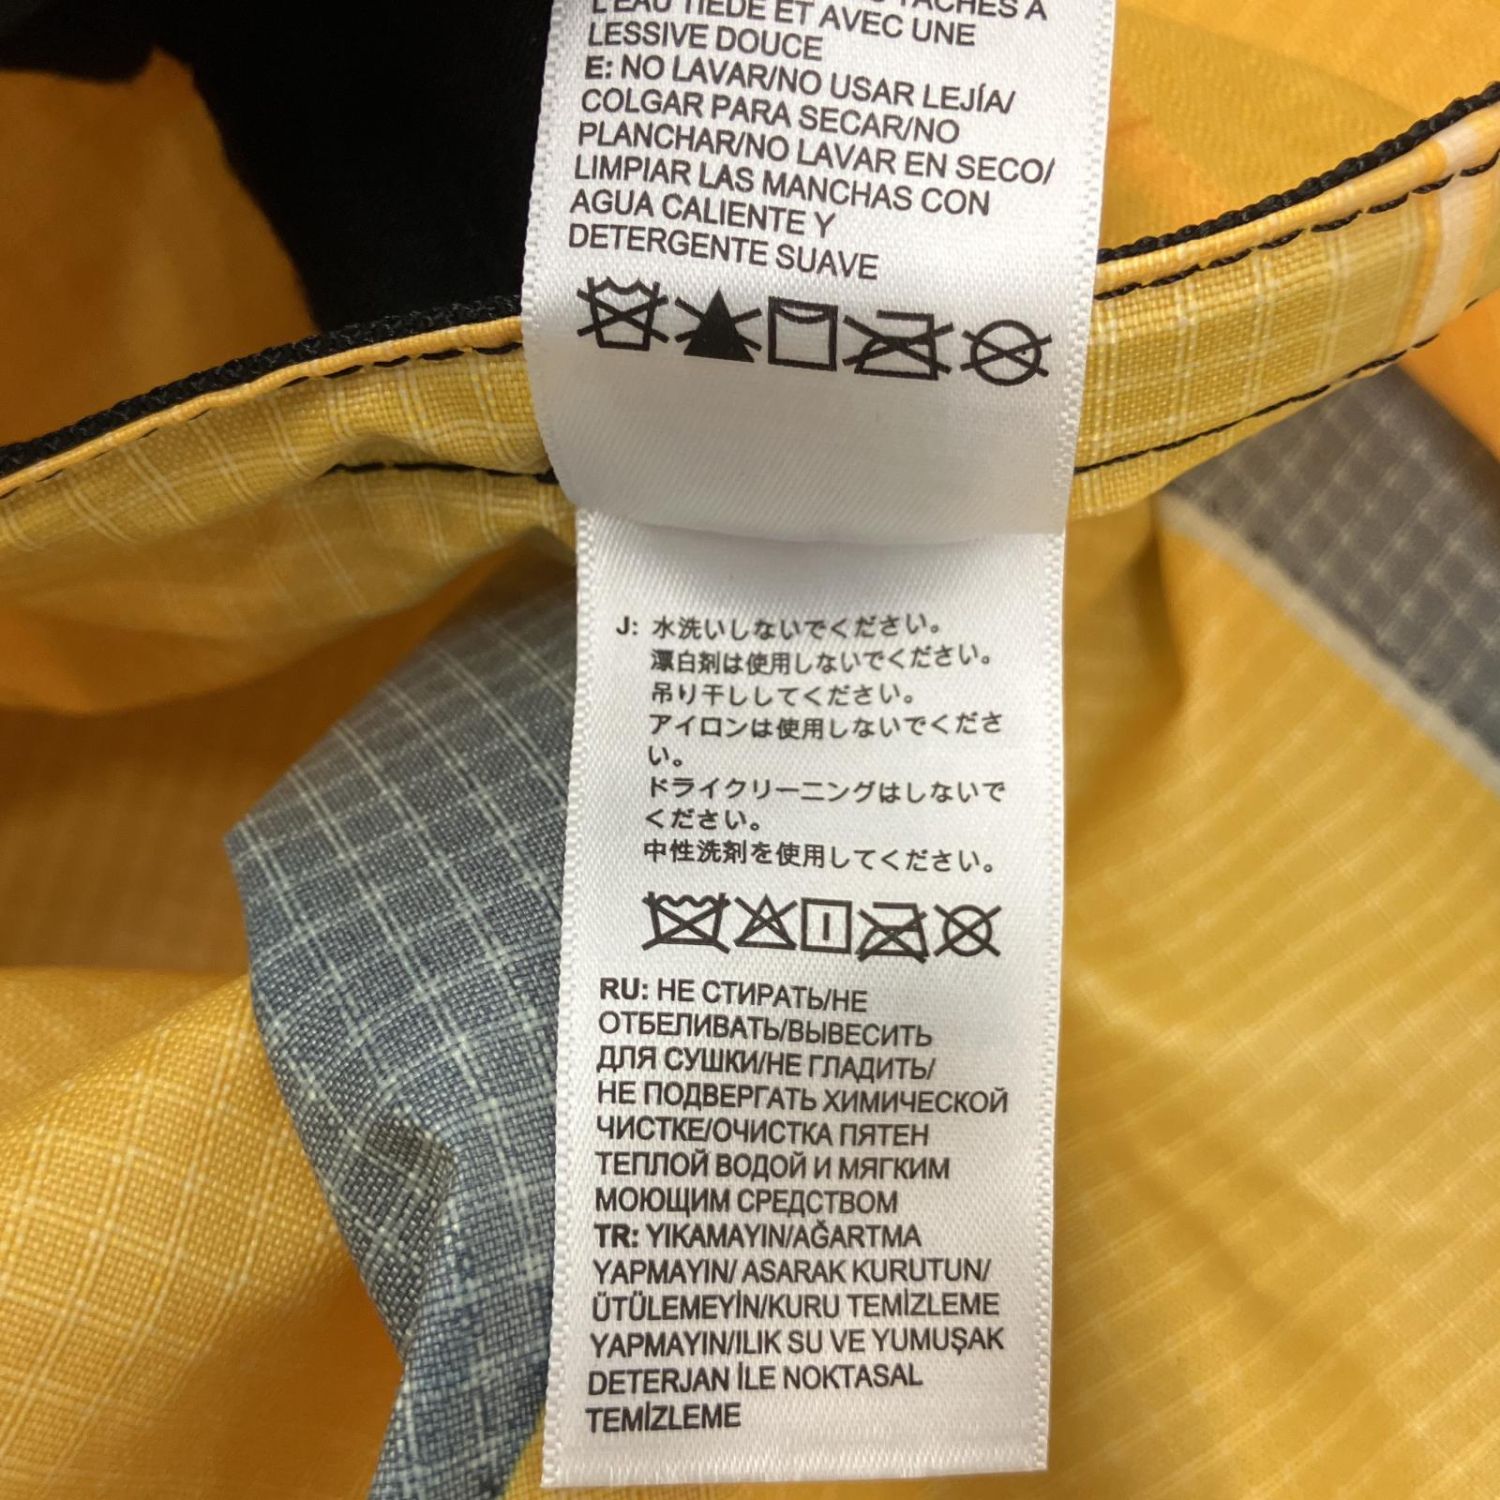 TACHES À
L'EAU TIÈDE ET AVEC UNE
LESSIVE DOUCE
E: NO LAVAR/NO USAR LEJÍA/
COLGAR PARA SECAR/NO
PLANCHAR/NO LAVAR EN SECO/
LIMPIAR LAS MANCHAS CON
AGUA CALIENTE Y
DETERGENTE SUAVE
J: 水洗いしないでください。
漂白剤は使用しないでください。
吊り干ししてください。
アイロンは使用しないでくださ
い。
ドライクリーニングはしないで
ください。
中性洗剤を使用してください。
RU: НЕ СТИРАТЬ/НЕ
ОТБЕЛИВАТЬ/ВЫВЕСИТЬ
ДЛЯ СУШКИ/НЕ ГЛАДИТЬ/
НЕ ПОДВЕРГАТЬ ХИМИЧЕСКОЙ
ЧИСТКЕ/ОЧИСТКА ПЯТЕН
ТЕПЛОЙ ВОДОЙ И МЯГКИМ
МОЮЩИМ СРЕДСТВОМ
TR: YIKAMAYIN/AĞARTMA
YAPMAYIN/ ASARAK KURUTUN/
ÜTÜLEMEYİN/KURU TEMİZLEME
YAPMAYIN/ILIK SU VE YUMUŞAK
DETERJAN İLE NOKTASAL
TEMİZLEME